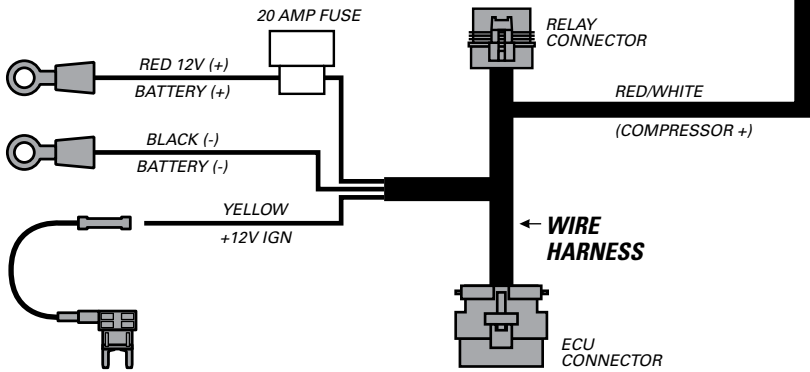 20 AMP FUSE
RELAY
CONNECTOR
RED 12V (+)
BATTERY (+)
RED/WHITE
(COMPRESSOR +)
BLACK (-)
BATTERY (-)
YELLOW
+12V IGN
WIRE
HARNESS
ECU
CONNECTOR